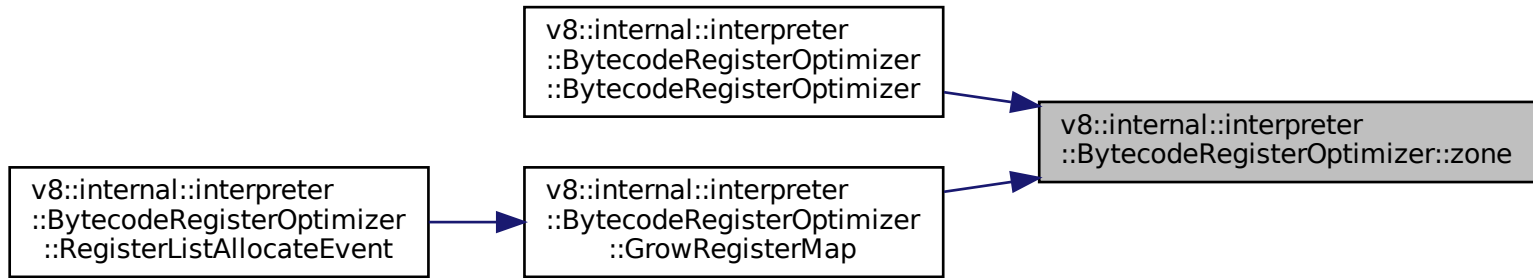 v8::internal::interpreter
::BytecodeRegisterOptimizer
::BytecodeRegisterOptimizer
v8::internal::interpreter
::BytecodeRegisterOptimizer::zone
v8::internal::interpreter
::BytecodeRegisterOptimizer
::RegisterListAllocateEvent
v8::internal::interpreter
::BytecodeRegisterOptimizer
::GrowRegisterMap